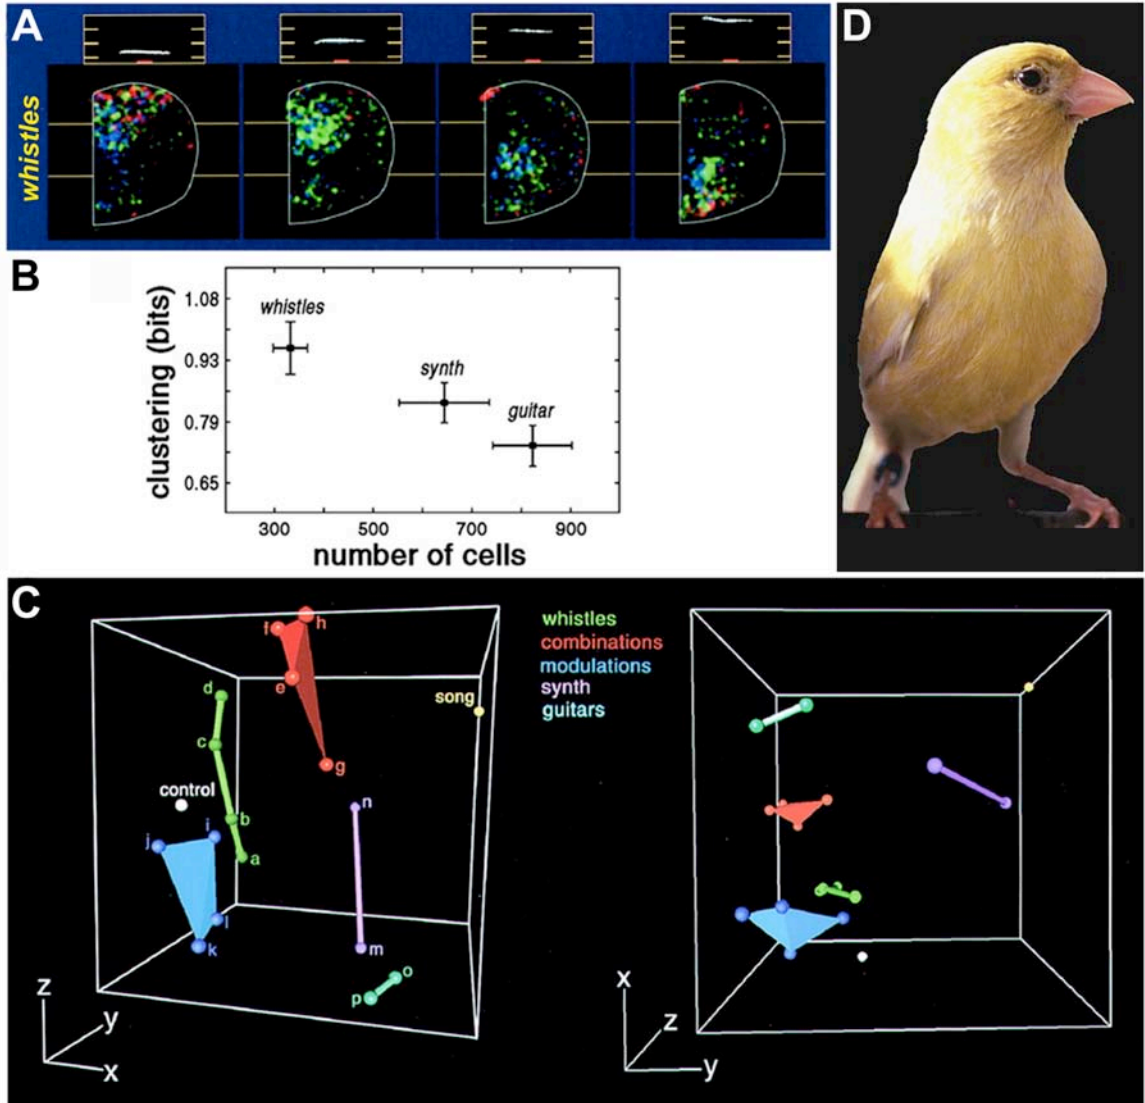 A
whistles
B
clustering (bits)
1.08
0.93
0.79
0.65
whistles
synth
guitar
300 500 700 900
number of cells
C
f h
e
d
c
g
song
control
j i b
a
n
l
k
m
o
p
z
y
x
whistles
combinations
modulations
synth
guitars
x
z
y
D